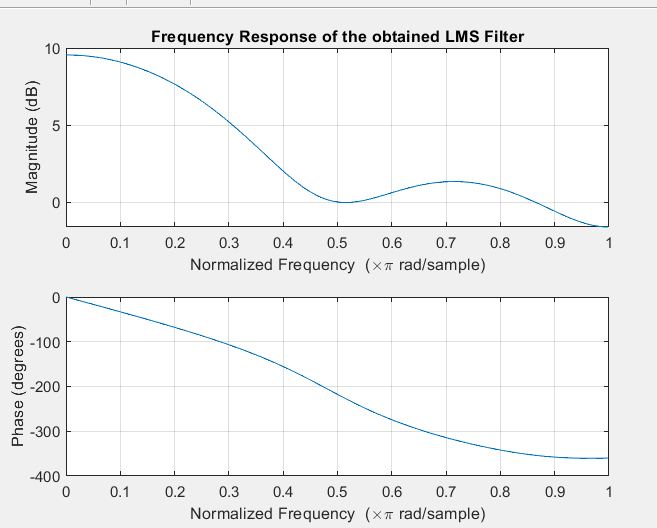 Frequency Response of the obtained LMS Filter
10
5
0
Magnitude (dB)
0 0.1 0.2 0.3 0.4 0.5 0.6 0.7 0.8 0.9 1
Normalized Frequency (×π rad/sample)
0
-100
-200
-300
-400
Phase (degrees)
0 0.1 0.2 0.3 0.4 0.5 0.6 0.7 0.8 0.9 1
Normalized Frequency (×π rad/sample)